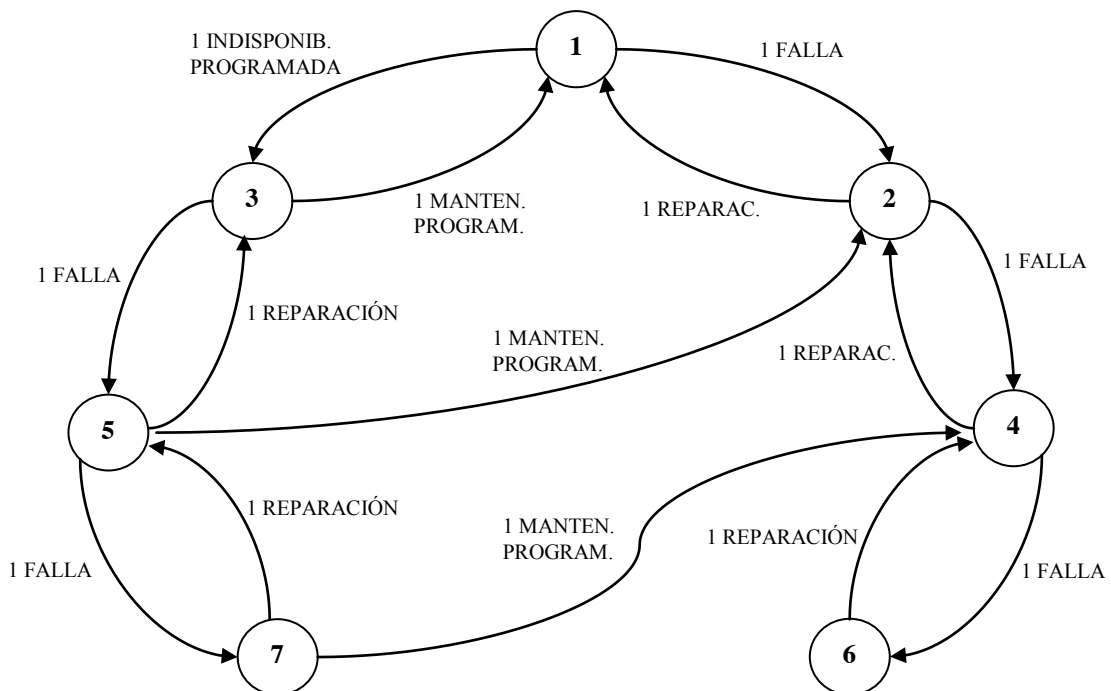 1 INDISPONIB.
PROGRAMADA
1
1 FALLA
3
1 MANTEN.
PROGRAM.
1 REPARAC.
2
1 FALLA
1 REPARACIÓN
1 MANTEN.
PROGRAM.
1 REPARAC.
1 FALLA
5
4
1 REPARACIÓN
1 MANTEN.
PROGRAM.
1 REPARACIÓN
1 FALLA
1 FALLA
7
6